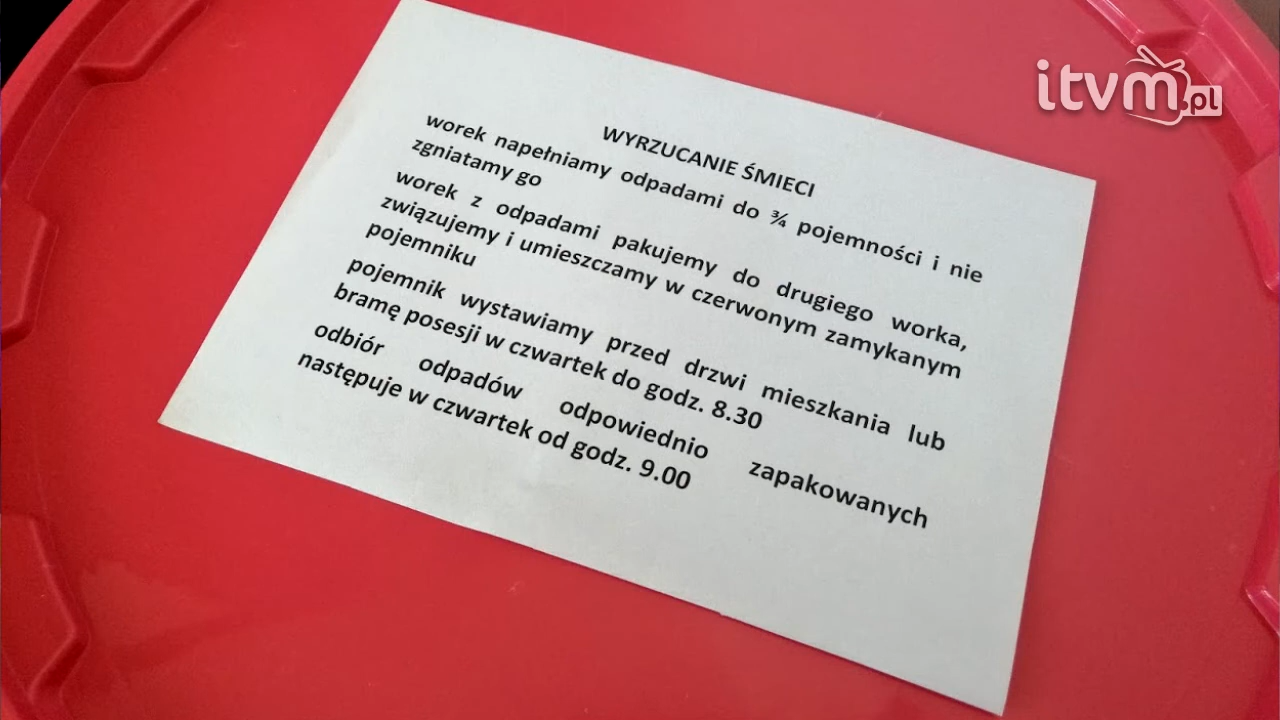 itvm.pl
WYRZUCANIE ŚMIECI
worek napełniamy odpadami do ¾ pojemności i nie
zgniatamy go
worek z odpadami pakujemy do drugiego worka,
związujemy i umieszczamy w czerwonym zamykanym
pojemniku
pojemnik wystawiamy przed drzwi mieszkania lub
bramę posesji w czwartek do godz. 8.30
odbiór odpadów odpowiednio zapakowanych
następuje w czwartek od godz. 9.00